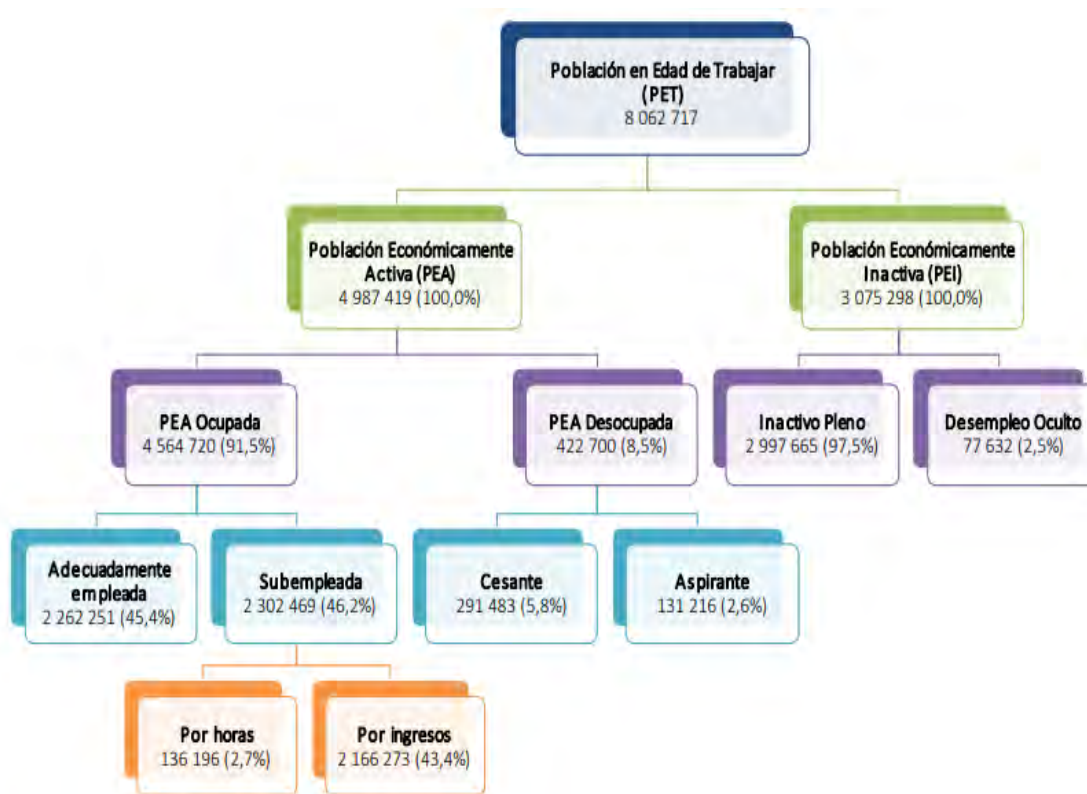 Población en Edad de Trabajar
(PET)
8 062 717
Población Económicamente
Activa (PEA)
4 987 419 (100,0%)
Población Económicamente
Inactiva (PEI)
3 075 298 (100,0%)
PEA Ocupada
4 564 720 (91,5%)
PEA Desocupada
422 700 (8,5%)
Inactivo Pleno
2 997 665 (97,5%)
Desempleo Oculto
77 632 (2,5%)
Adecuadamente
empleada
2 262 251 (45,4%)
Subempleada
2 302 469 (46,2%)
Cesante
291 483 (5,8%)
Aspirante
131 216 (2,6%)
Por horas
136 196 (2,7%)
Por ingresos
2 166 273 (43,4%)